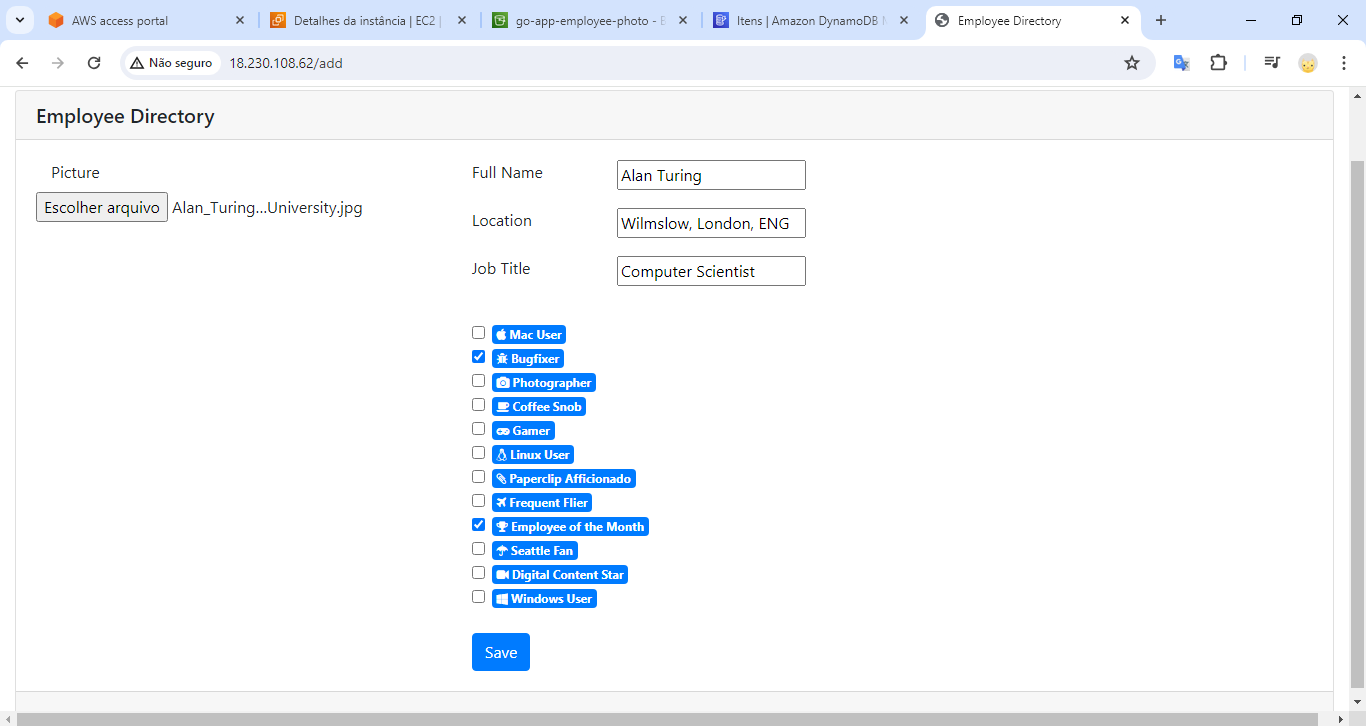 AWS access portal
Detalhes da instância | EC2 |
go-app-employee-photo - B
Itens | Amazon DynamoDB M
Employee Directory
Não seguro
18.230.108.62/add
Employee Directory
Picture
Escolher arquivo Alan_Turing...University.jpg
Full Name Alan Turing
Location Wilmslow, London, ENG
Job Title Computer Scientist
Mac User
Bugfixer
Photographer
Coffee Snob
Gamer
Linux User
Paperclip Afficionado
Frequent Flier
Employee of the Month
Seattle Fan
Digital Content Star
Windows User
Save